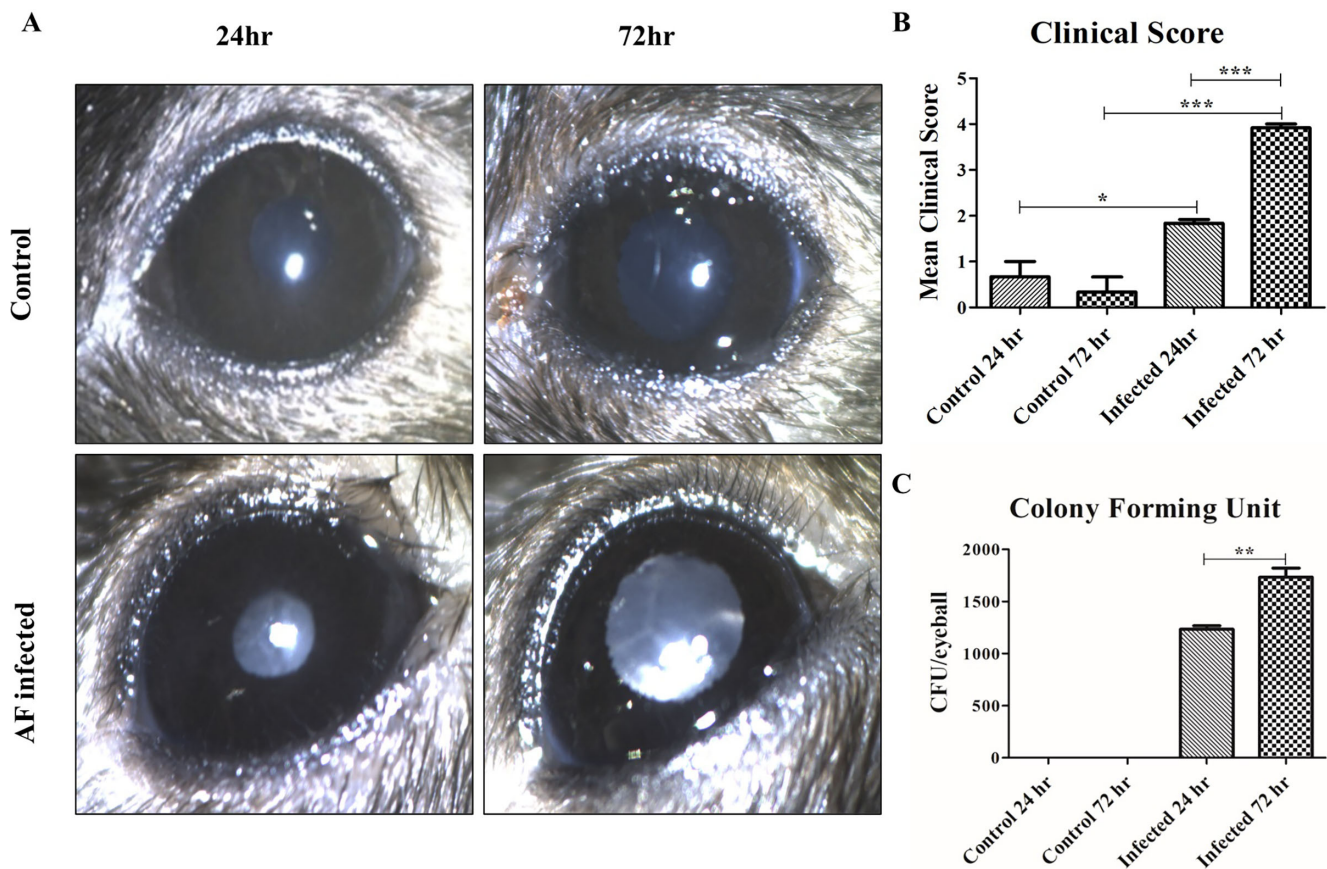 A
24hr
72hr
Control
AF infected
B
Clinical Score
Mean Clinical Score
5
4
3
2
1
0
***
***
*
Control 24 hr
Control 72 hr
Infected 24hr
Infected 72 hr
C
Colony Forming Unit
CFU/eyeball
2000
1500
1000
500
0
**
Control 24 hr
Control 72 hr
Infected 24 hr
Infected 72 hr